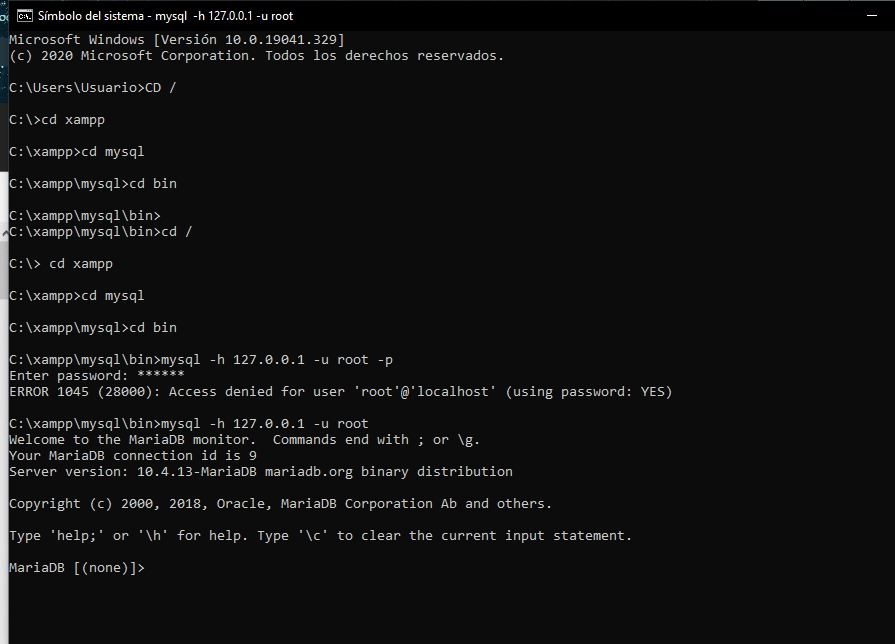 Símbolo del sistema - mysql -h 127.0.0.1 -u root
Microsoft Windows [Versión 10.0.19041.329]
(c) 2020 Microsoft Corporation. Todos los derechos reservados.
C:\Users\Usuario>CD /
C:\>cd xampp
C:\xampp>cd mysql
C:\xampp\mysql>cd bin
C:\xampp\mysql\bin>
C:\xampp\mysql\bin>cd /
C:\> cd xampp
C:\xampp>cd mysql
C:\xampp\mysql>cd bin
C:\xampp\mysql\bin>mysql -h 127.0.0.1 -u root -p
Enter password: ******
ERROR 1045 (28000): Access denied for user 'root'@'localhost' (using password: YES)
C:\xampp\mysql\bin>mysql -h 127.0.0.1 -u root
Welcome to the MariaDB monitor.  Commands end with ; or \g.
Your MariaDB connection id is 9
Server version: 10.4.13-MariaDB mariadb.org binary distribution
Copyright (c) 2000, 2018, Oracle, MariaDB Corporation Ab and others.
Type 'help;' or '\h' for help. Type '\c' to clear the current input statement.
MariaDB [(none)]>